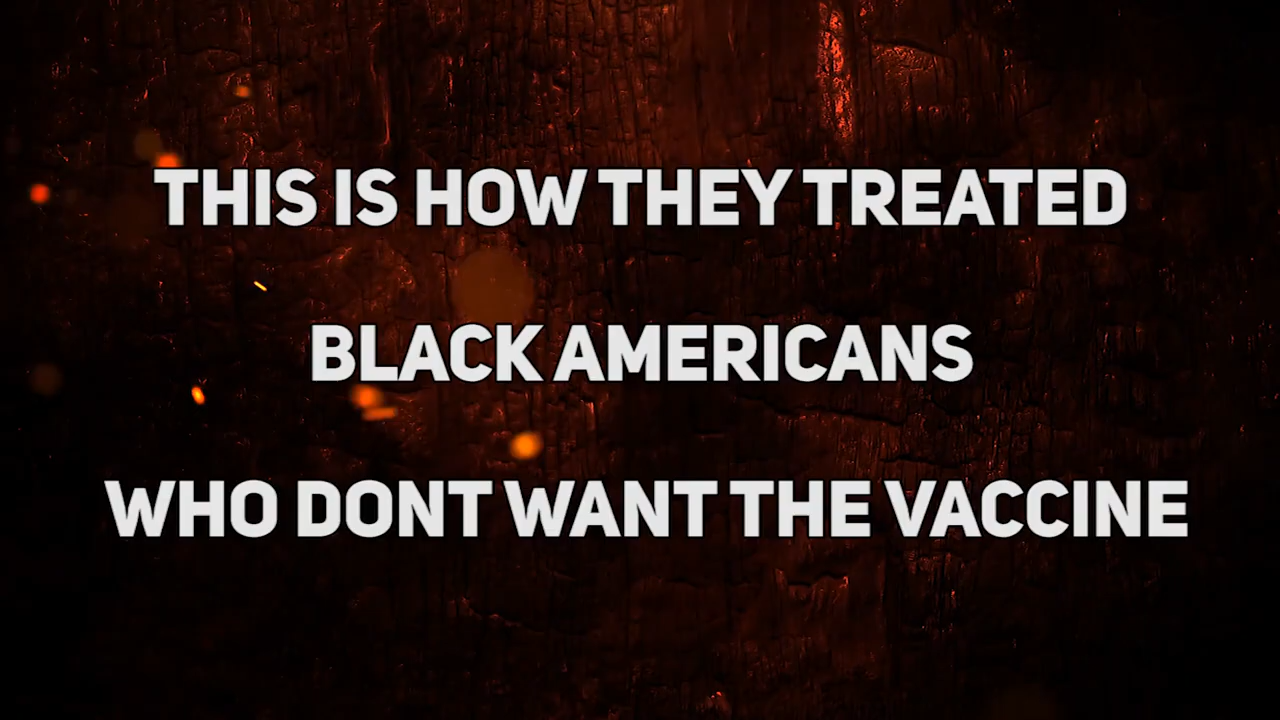 THIS IS HOW THEY TREATED
BLACK AMERICANS
WHO DONT WANT THE VACCINE